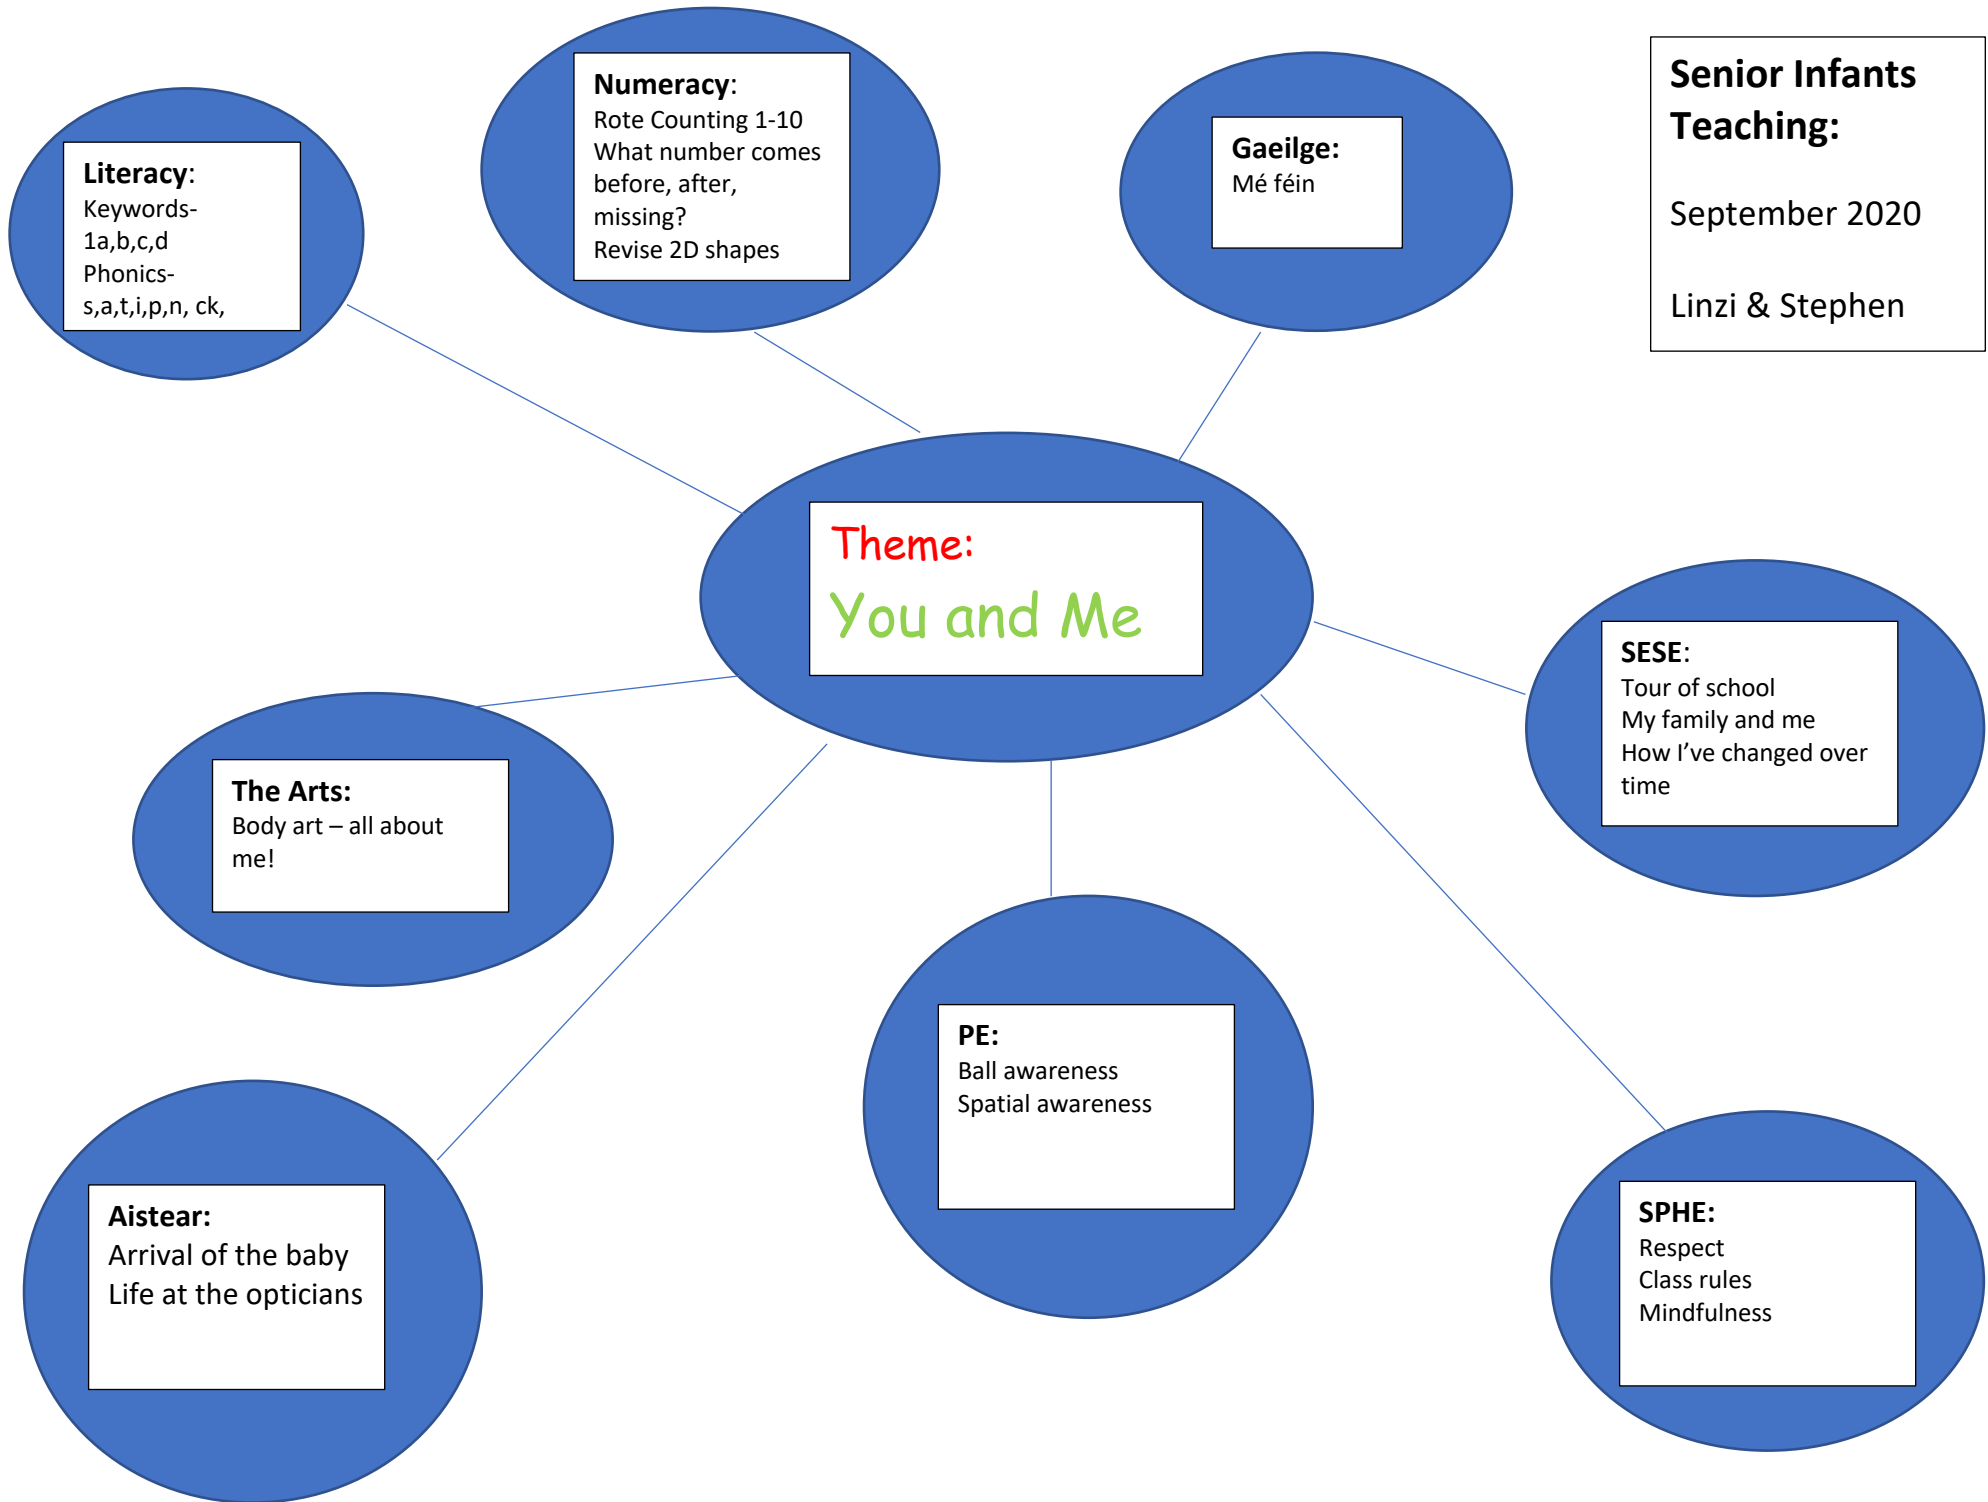 Literacy:
Keywords-
1a,b,c,d
Phonics-
s,a,t,i,p,n, ck,
Numeracy:
Rote Counting 1-10
What number comes
before, after,
missing?
Revise 2D shapes
Gaeilge:
Mé féin
Senior Infants
Teaching:
September 2020
Linzi & Stephen
Theme:
You and Me
SESE:
Tour of school
My family and me
How I’ve changed over
time
The Arts:
Body art – all about
me!
PE:
Ball awareness
Spatial awareness
Aistear:
Arrival of the baby
Life at the opticians
SPHE:
Respect
Class rules
Mindfulness